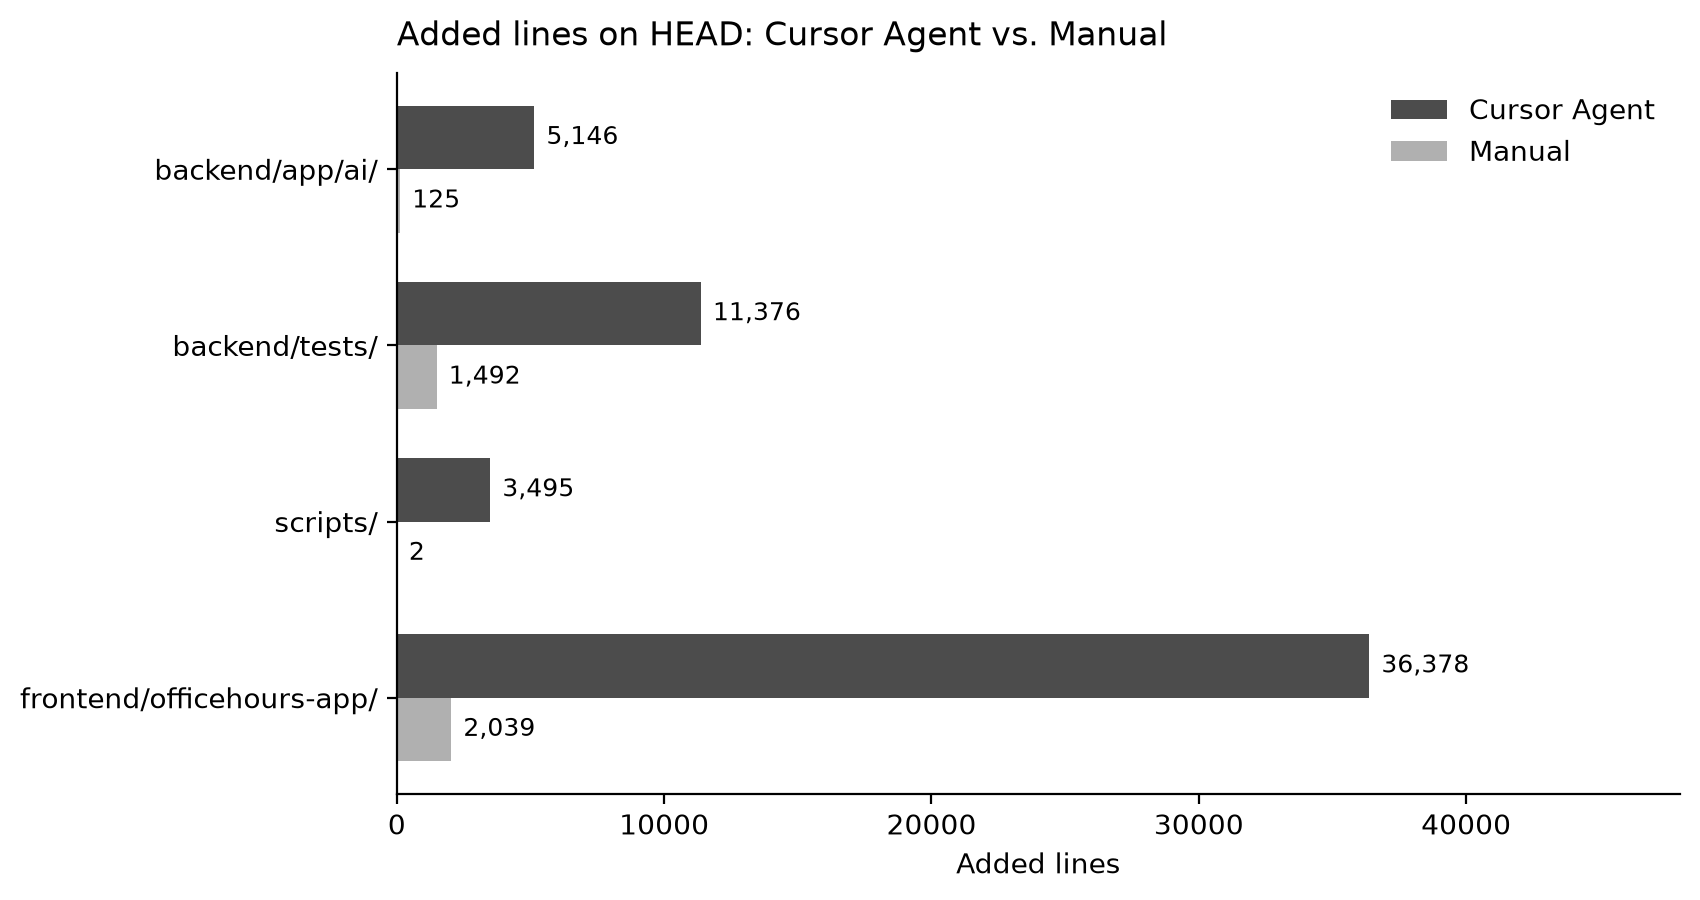 Added lines on HEAD: Cursor Agent vs. Manual
Cursor Agent
Manual
backend/app/ai/
5,146
125
backend/tests/
11,376
1,492
scripts/
3,495
2
frontend/officehours-app/
36,378
2,039
0
10000
20000
30000
40000
Added lines